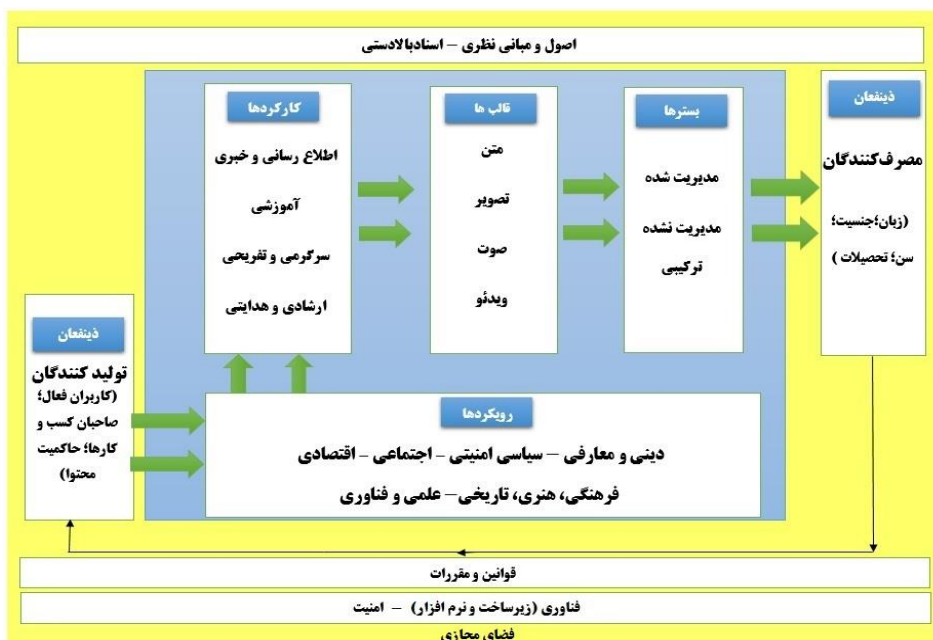 اصول و مبانی نظری – اسنادبالادستی
ذینفعان
مصرف‌کنندگان
(زبان؛جنسیت؛
سن؛ تحصیلات )
بسترها
مدیریت شده
مدیریت نشده
ترکیبی
قالب ها
متن
تصویر
صوت
ویدئو
کارکردها
اطلاع رسانی و خبری
آموزشی
سرگرمی و تفریحی
ارشادی و هدایتی
ذینفعان
تولید کنندگان
(کاربران فعال؛
صاحبان کسب و
کارها؛ حاکمیت
محتوا)
رویکردها
دینی و معارفی – سیاسی امنیتی – اجتماعی – اقتصادی
فرهنگی، هنری، تاریخی – علمی و فناوری
قوانین و مقررات
فناوری (زیرساخت و نرم افزار) – امنیت
فضای مجازی